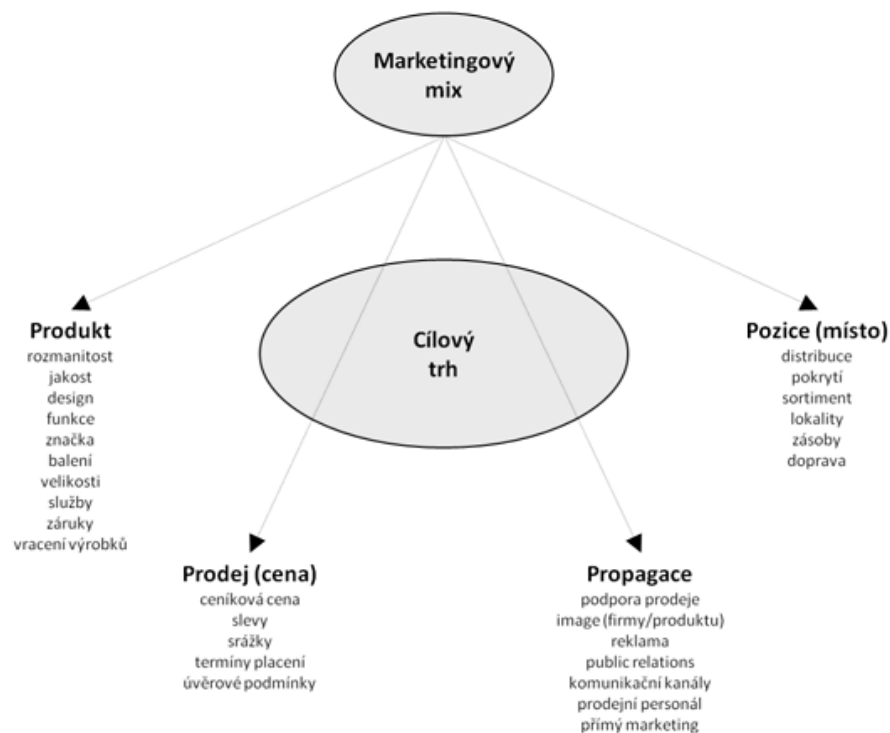 Marketingový
mix
Cílový
trh
Produkt
rozmanitost
jakost
design
funkce
značka
balení
velikosti
služby
záruky
vracení výrobků
Prodej (cena)
ceníková cena
slevy
srážky
termíny placení
úvěrové podmínky
Propagace
podpora prodeje
image (firmy/produktu)
reklama
public relations
komunikační kanály
prodejní personál
přímý marketing
Pozice (místo)
distribuce
pokrytí
sortiment
lokality
zásoby
doprava